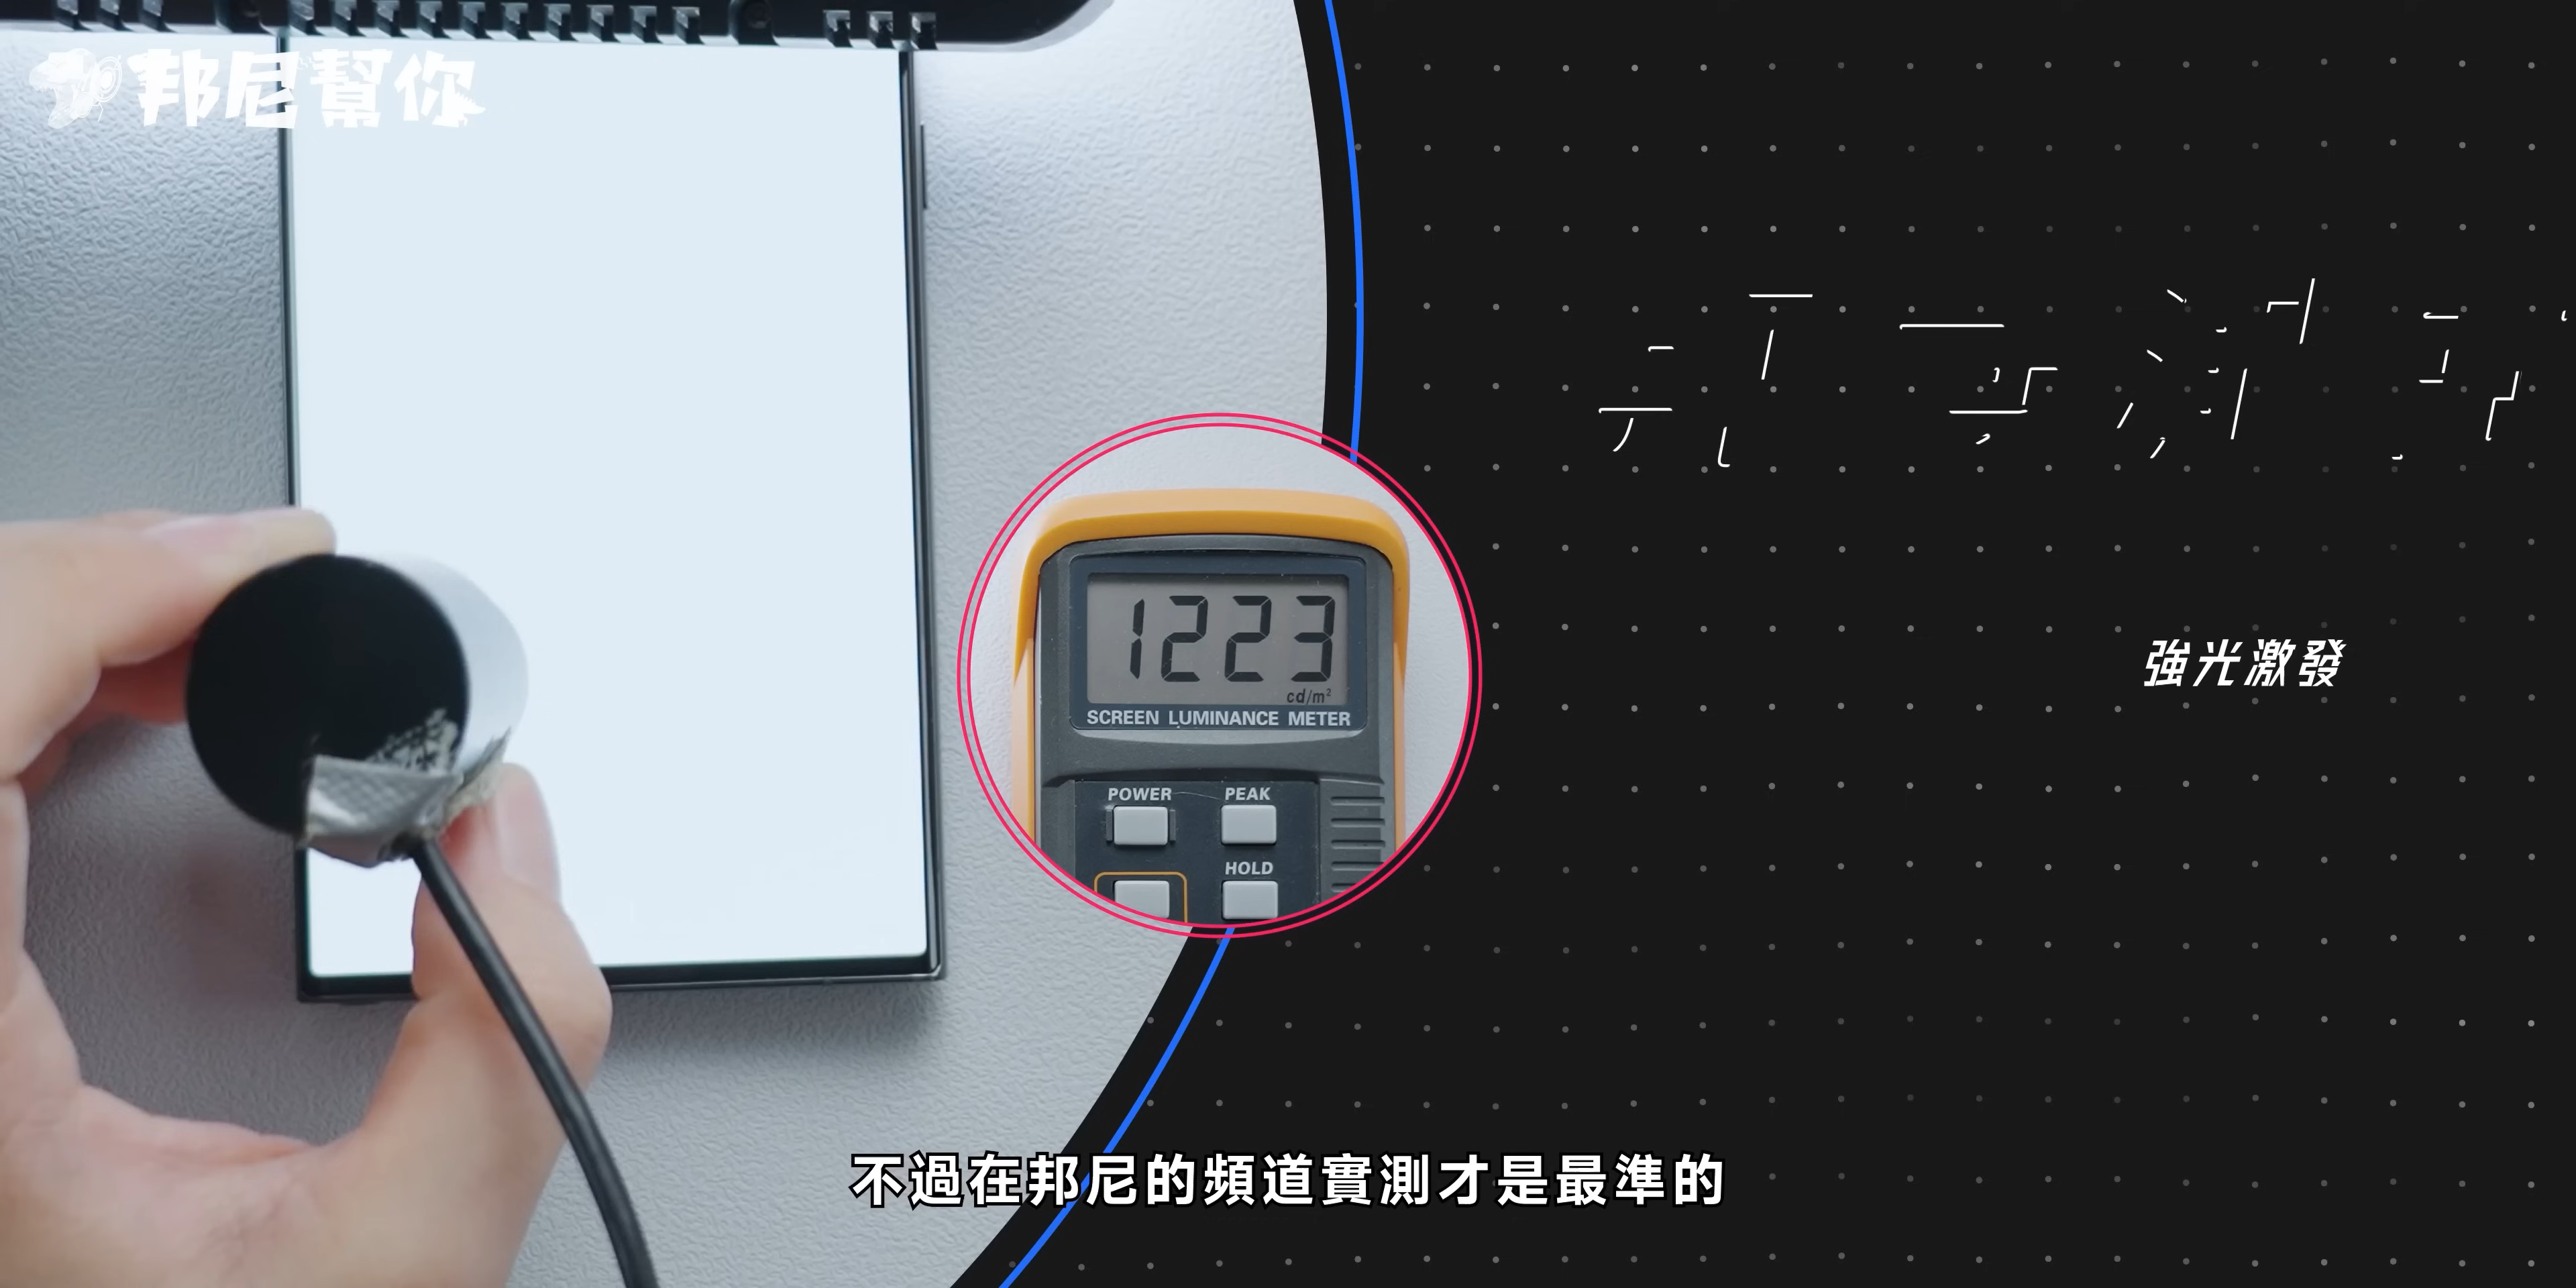 邦尼幫你
1223
cd/m²
SCREEN LUMINANCE METER
POWER PEAK
HOLD
強光激發
不過在邦尼的頻道實測才是最準的